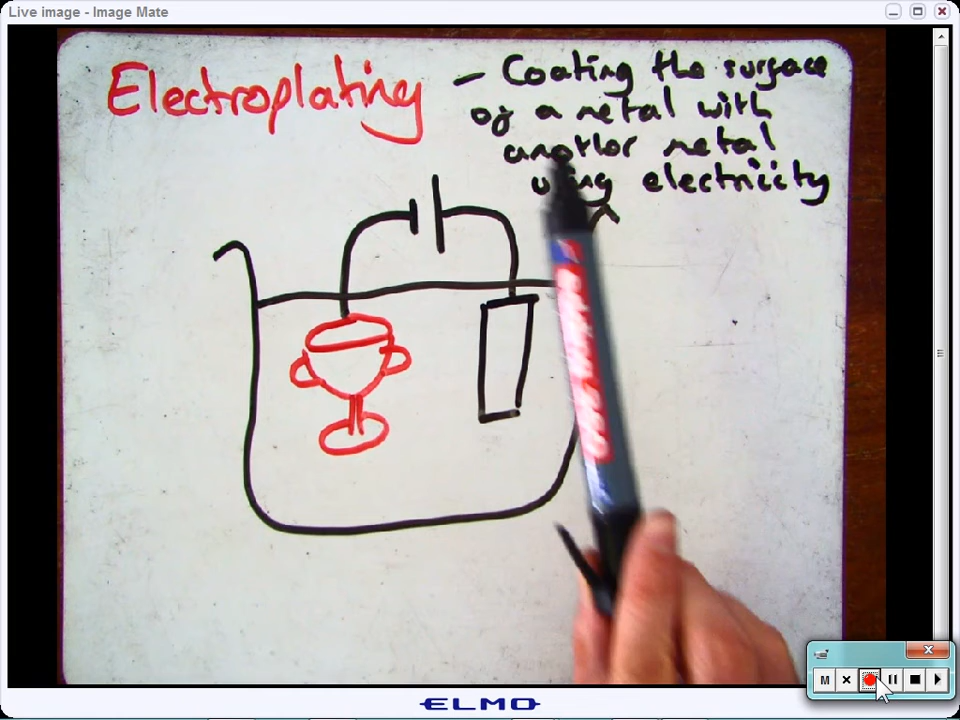 Live image - Image Mate
Electroplating
- Coating the surface
of a metal with
another metal
using electricity
M
ELMO